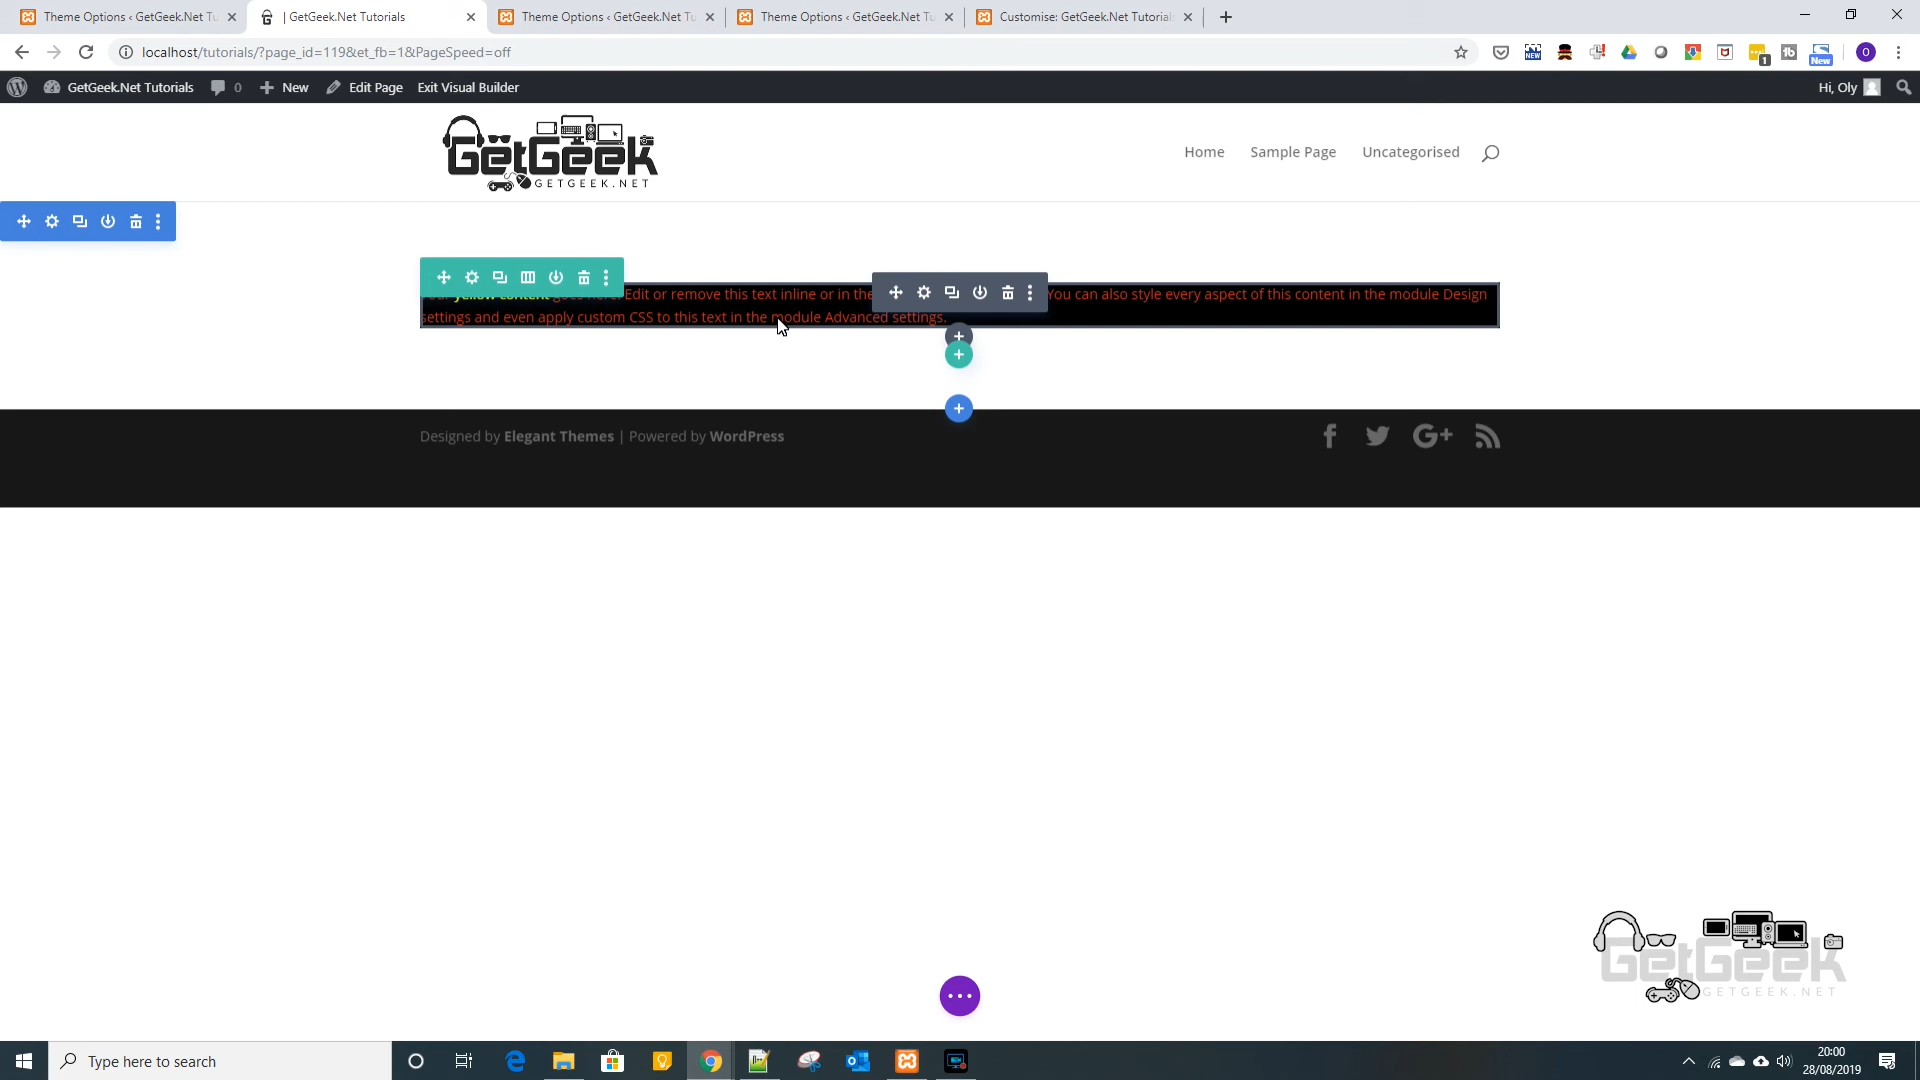 Theme Options ‹ GetGeek.Net Tu
| GetGeek.Net Tutorials
Theme Options ‹ GetGeek.Net Tu
Theme Options ‹ GetGeek.Net Tu
Customise: GetGeek.Net Tutorial
localhost/tutorials/?page_id=119&et_fb=1&PageSpeed=off
NEW
1
New
O
GetGeek.Net Tutorials
0
New
Edit Page
Exit Visual Builder
Hi, Oly
GetGeek
GETGEEK.NET
Home
Sample Page
Uncategorised
Edit or remove this text inline or in the
You can also style every aspect of this content in the module Design
settings and even apply custom CSS to this text in the module Advanced settings.
Designed by Elegant Themes | Powered by WordPress
GetGeek
GETGEEK.NET
Type here to search
20:00
28/08/2019